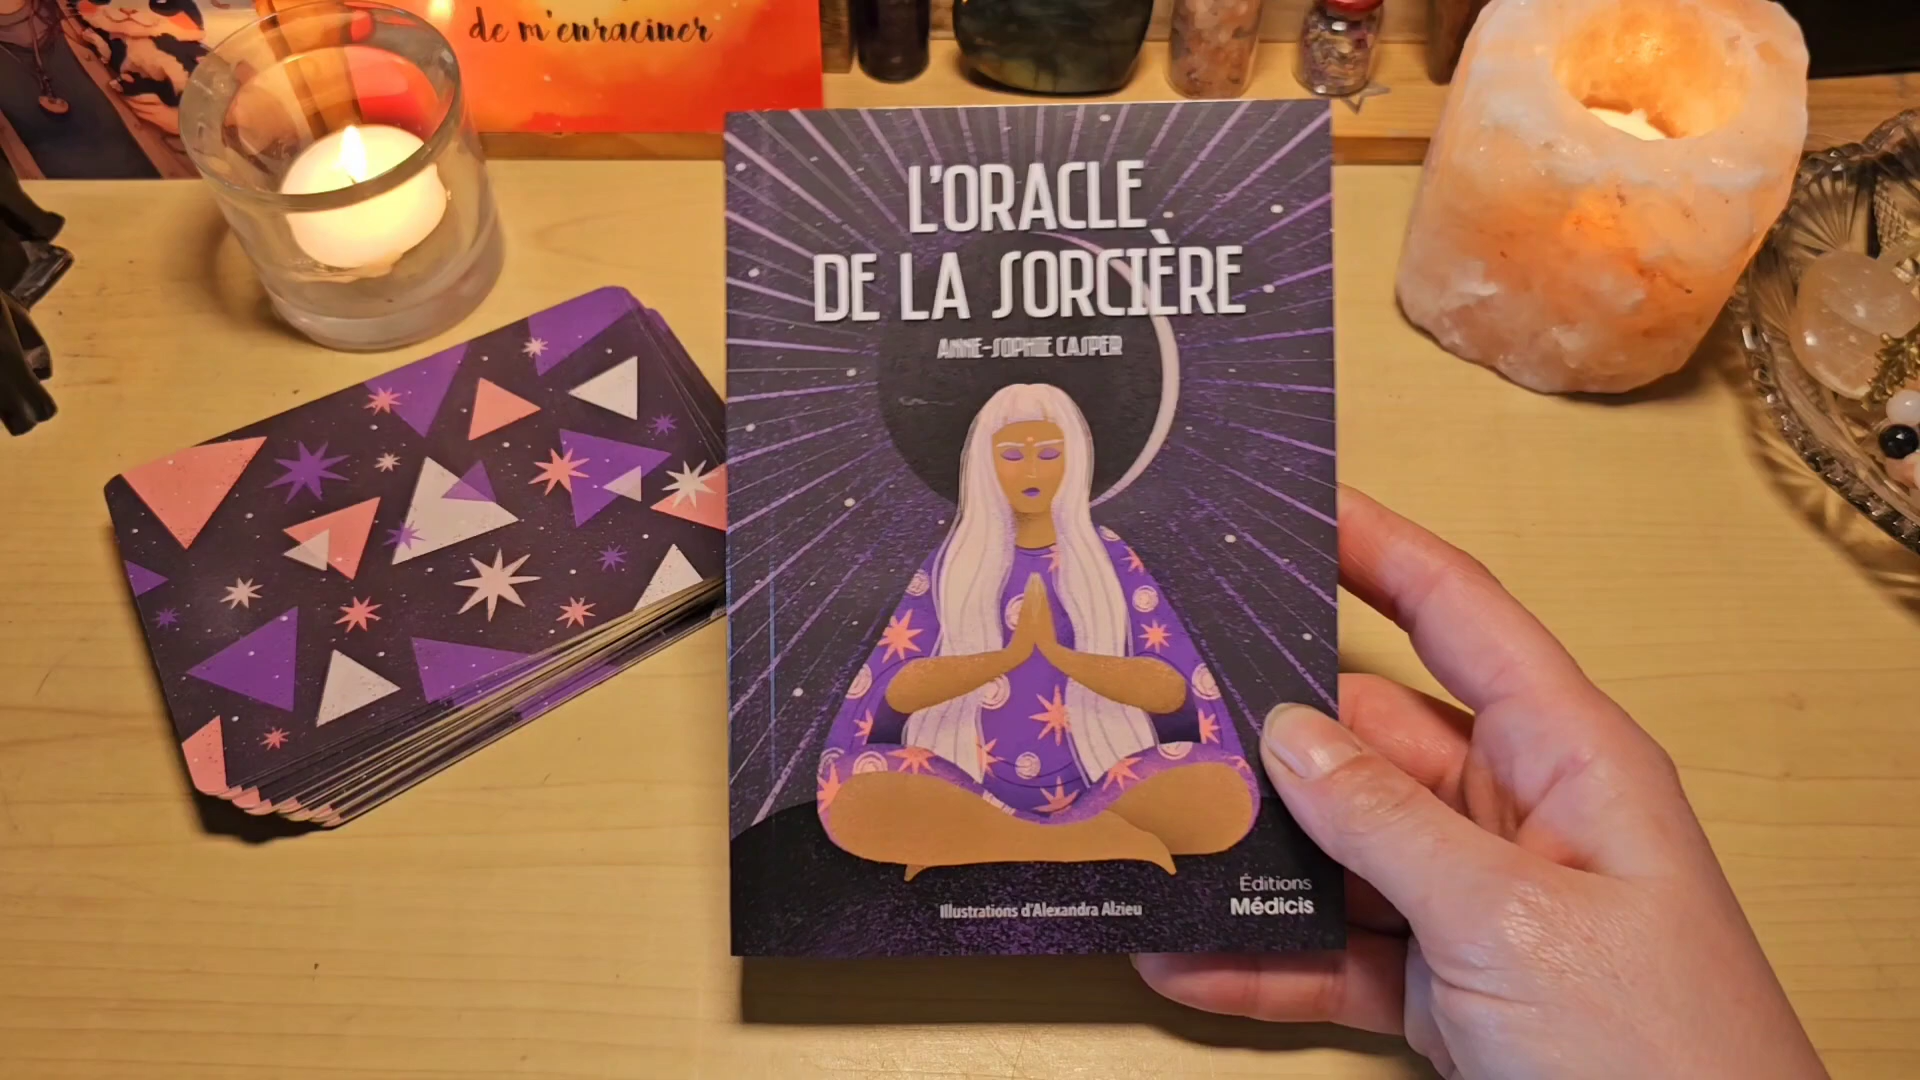 de m'enraciner
L'ORACLE
DE LA SORCIÈRE
ANNE-SOPHIE CASPER
Illustrations d'Alexandra Alzieu
Éditions
Médicis